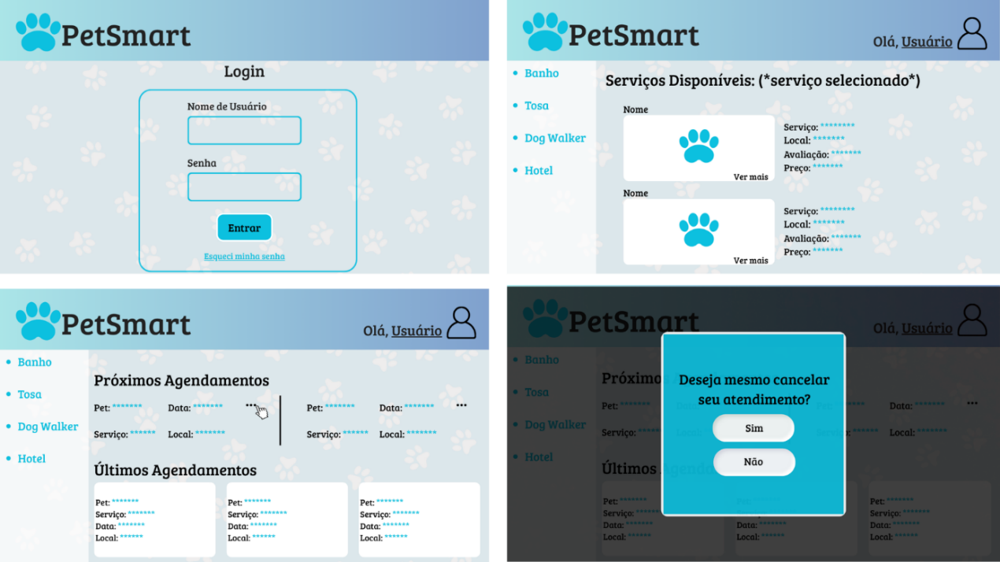 PetSmart
Login
Nome de Usuário
Senha
Entrar
Esqueci minha senha
PetSmart
Olá, Usuário
• Banho
• Tosa
• Dog Walker
• Hotel
Serviços Disponíveis: (*serviço selecionado*)
Nome
Ver mais
Serviço: ********
Local: *******
Avaliação: *******
Preço: *******
Nome
Ver mais
Serviço: ********
Local: *******
Avaliação: *******
Preço: *******
PetSmart
Olá, Usuário
• Banho
• Tosa
• Dog Walker
• Hotel
Próximos Agendamentos
Pet: ******* Data: ******* ...
Serviço: ****** Local: *******
Pet: ******* Data: ******* ...
Serviço: ****** Local: *******
Últimos Agendamentos
Pet: *******
Serviço: *******
Data: *******
Local: ******
Pet: *******
Serviço: *******
Data: *******
Local: ******
Pet: *******
Serviço: *******
Data: *******
Local: ******
PetSmart
Olá, Usuário
• Banho
• Tosa
• Dog Walker
• Hotel
Próximos
Pet: *******
Serviço: ******
Pet: ******* Data: ******* ...
Local: *******
Últimos Agendamentos
Deseja mesmo cancelar
seu atendimento?
Sim
Não
Pet: *******
Serviço: *******
Data: *******
Local: ******
Data: *******
Local: ******
Pet: *******
Serviço: *******
Data: *******
Local: ******